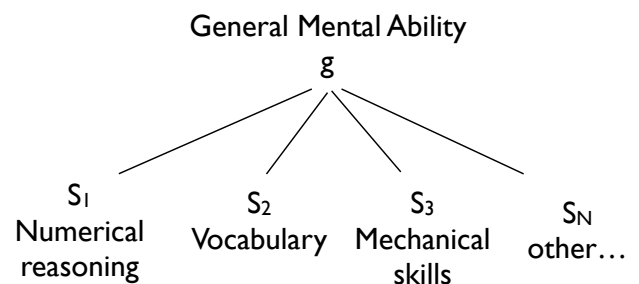 General Mental Ability
g
S1
Numerical
reasoning
S2
Vocabulary
S3
Mechanical
skills
SN
other…